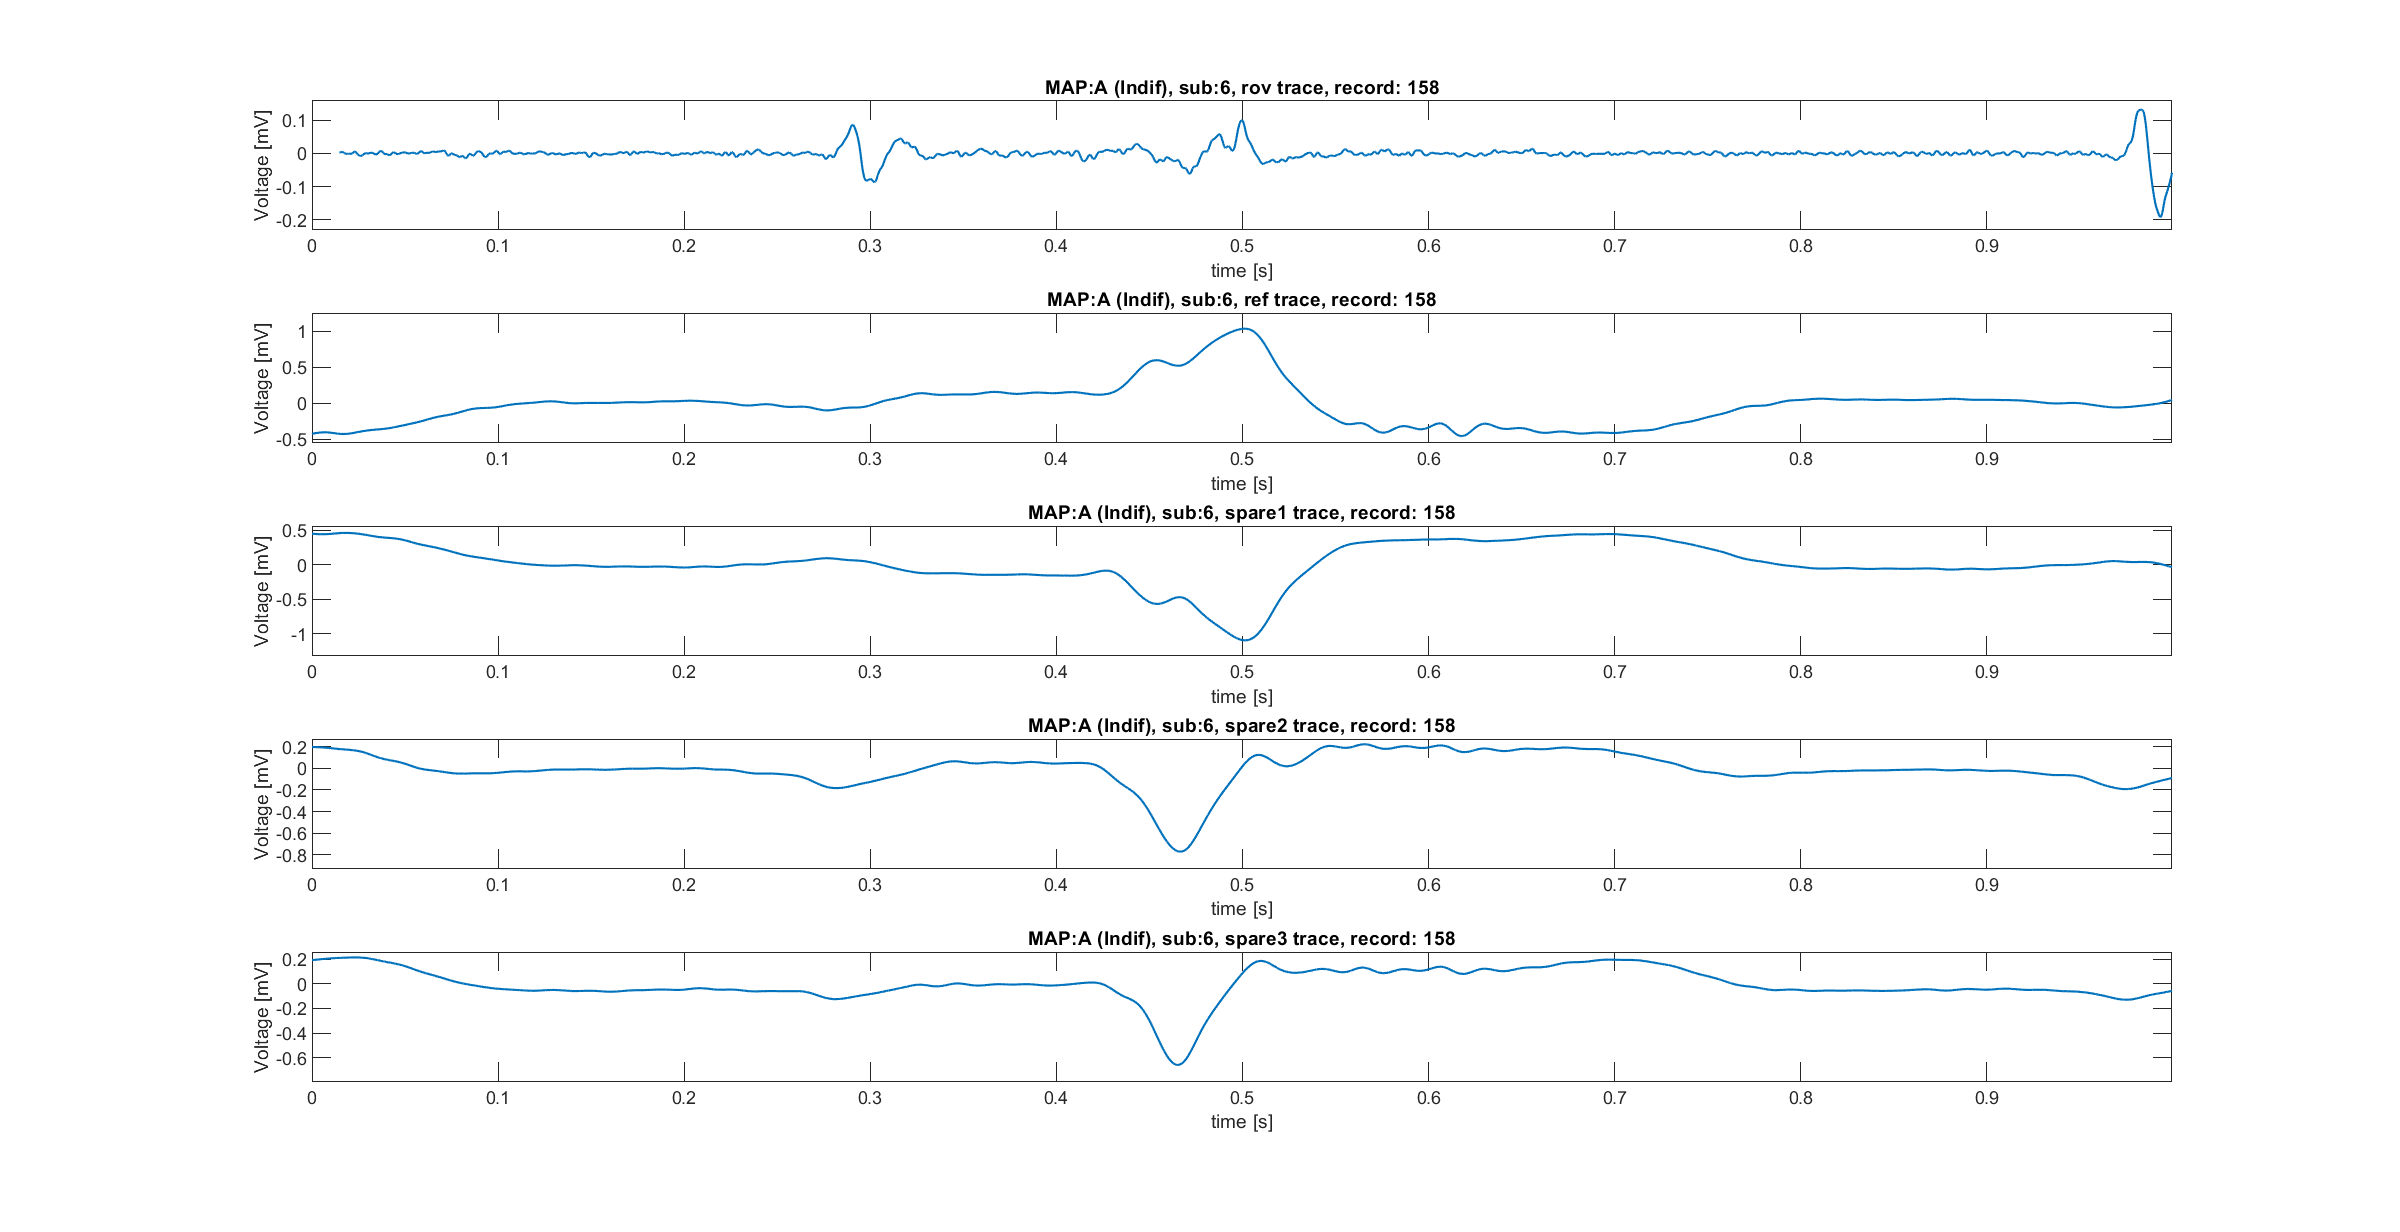 MAP:A (Indif), sub:6, rov trace, record: 158
Voltage [mV]
0.1
0
-0.1
-0.2
0 0.1 0.2 0.3 0.4 0.5 0.6 0.7 0.8 0.9
time [s]
MAP:A (Indif), sub:6, ref trace, record: 158
Voltage [mV]
1
0.5
0
-0.5
0 0.1 0.2 0.3 0.4 0.5 0.6 0.7 0.8 0.9
time [s]
MAP:A (Indif), sub:6, spare1 trace, record: 158
Voltage [mV]
0.5
0
-0.5
-1
0 0.1 0.2 0.3 0.4 0.5 0.6 0.7 0.8 0.9
time [s]
MAP:A (Indif), sub:6, spare2 trace, record: 158
Voltage [mV]
0.2
0
-0.2
-0.4
-0.6
-0.8
0 0.1 0.2 0.3 0.4 0.5 0.6 0.7 0.8 0.9
time [s]
MAP:A (Indif), sub:6, spare3 trace, record: 158
Voltage [mV]
0.2
0
-0.2
-0.4
-0.6
0 0.1 0.2 0.3 0.4 0.5 0.6 0.7 0.8 0.9
time [s]